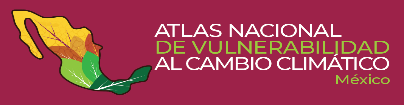 ATLAS NACIONAL
DE VULNERABILIDAD
AL CAMBIO CLIMÁTICO
México